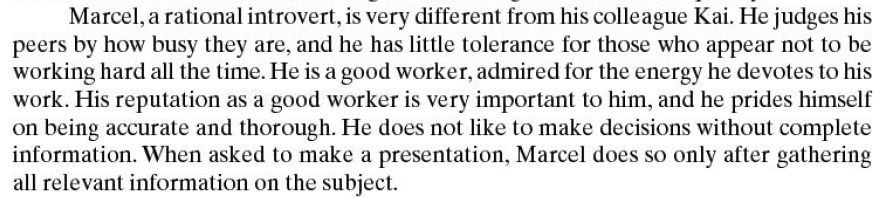 Marcel, a rational introvert, is very different from his colleague Kai. He judges his
peers by how busy they are, and he has little tolerance for those who appear not to be
working hard all the time. He is a good worker, admired for the energy he devotes to his
work. His reputation as a good worker is very important to him, and he prides himself
on being accurate and thorough. He does not like to make decisions without complete
information. When asked to make a presentation, Marcel does so only after gathering
all relevant information on the subject.